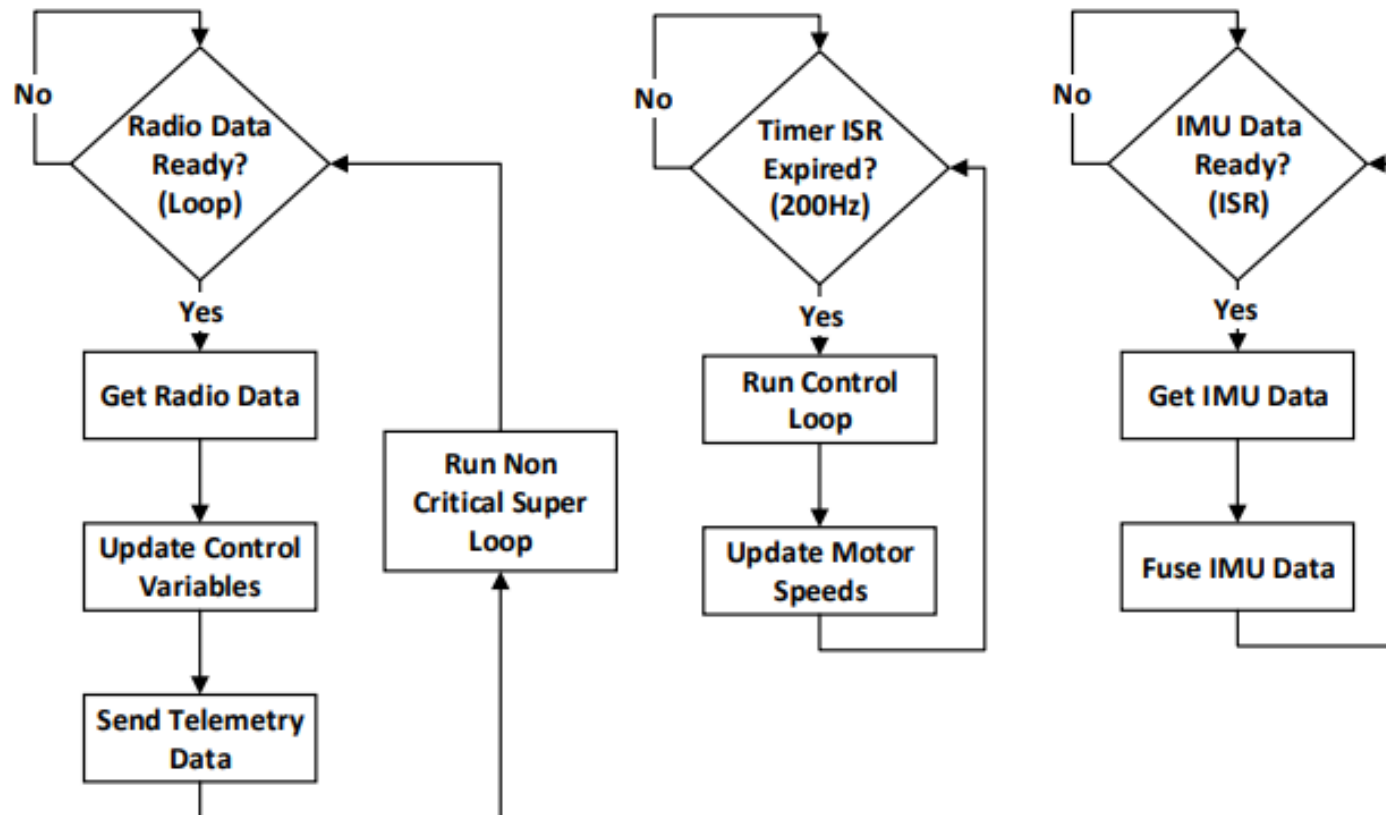 No
Radio Data
Ready?
(Loop)
Yes
Get Radio Data
Update Control
Variables
Send Telemetry
Data
Run Non
Critical Super
Loop
No
Timer ISR
Expired?
(200Hz)
Yes
Run Control
Loop
Update Motor
Speeds
No
IMU Data
Ready?
(ISR)
Yes
Get IMU Data
Fuse IMU Data